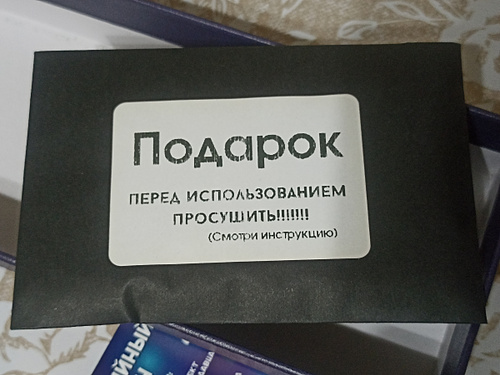 Подарок
ПЕРЕД ИСПОЛЬЗОВАНИЕМ
ПРОСУШИТЬ!!!!!!!
(Смотри инструкцию)